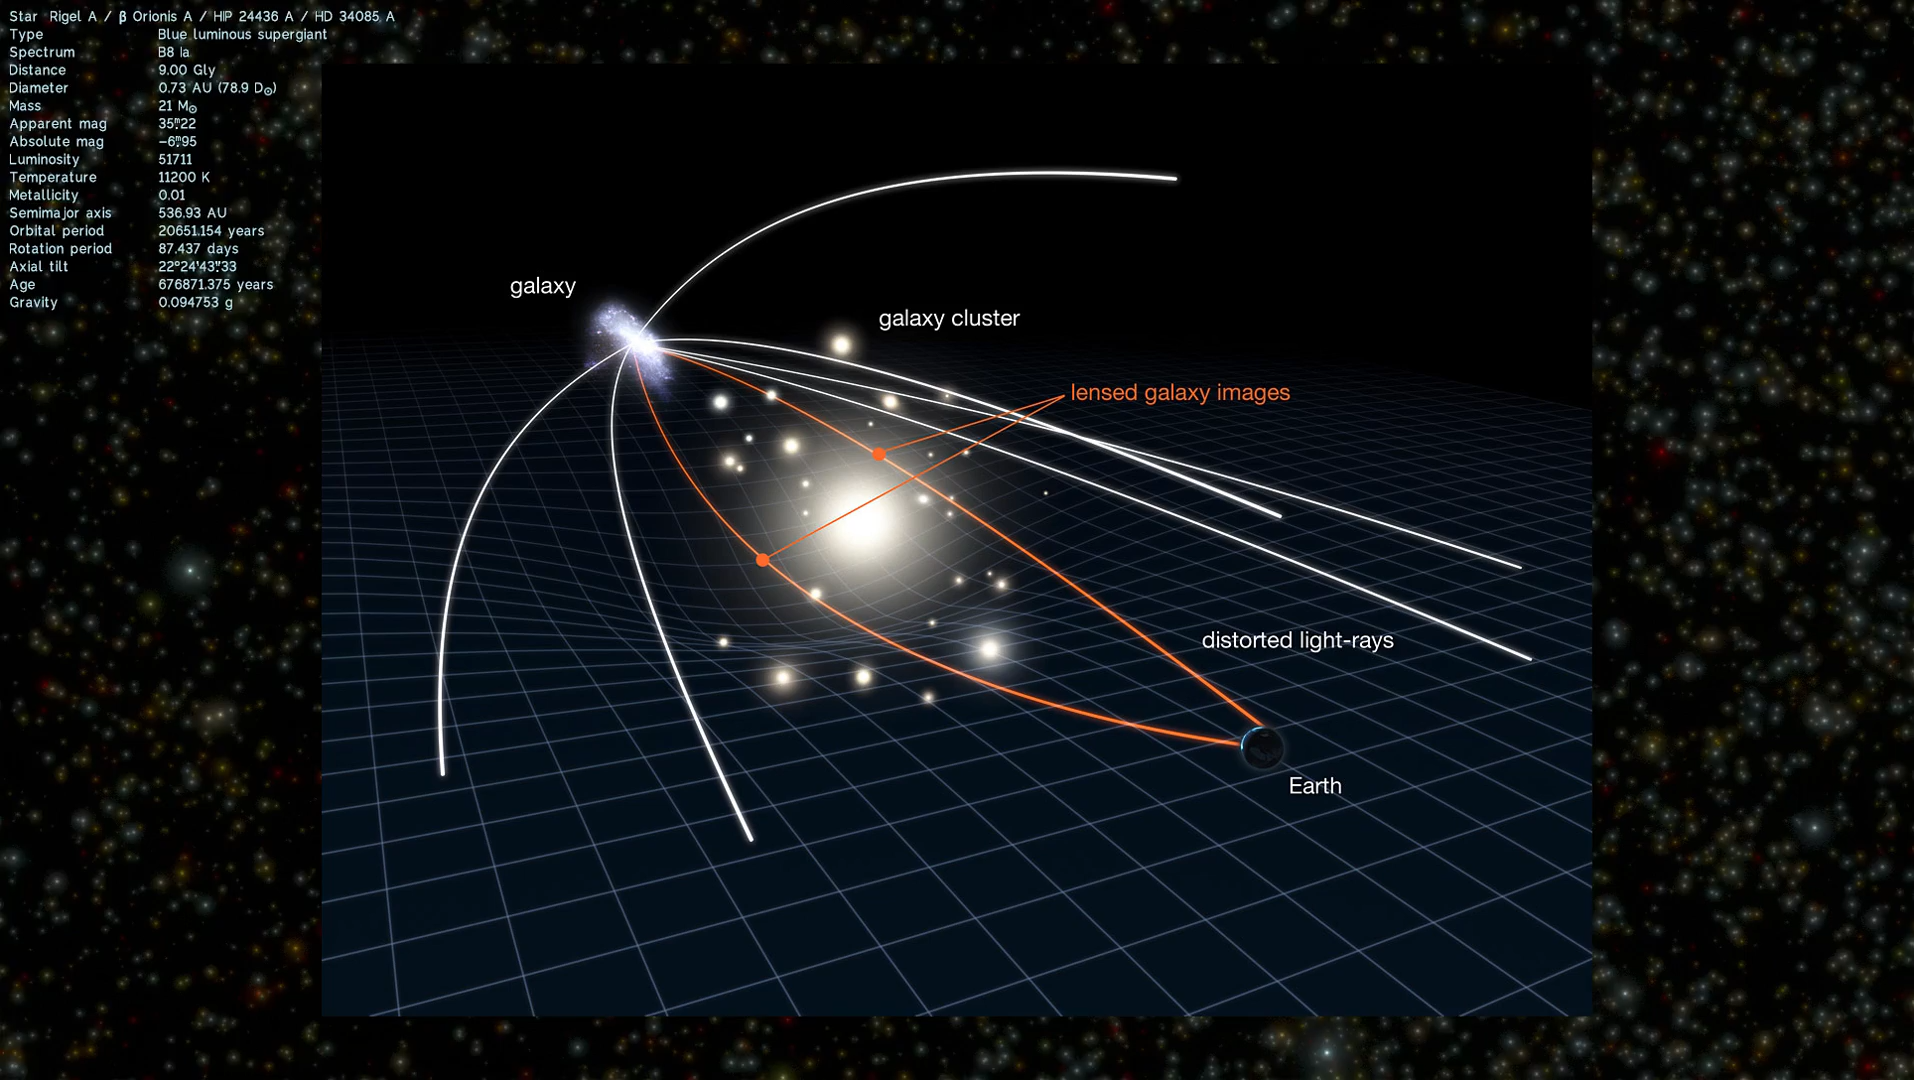 Star Rigel A / β Orionis A / HIP 24436 A / HD 34085 A
Type Blue luminous supergiant
Spectrum B8 Ia
Distance 9.00 Gly
Diameter 0.73 AU (78.9 D☉)
Mass 21 M☉
Apparent mag 35ᵐ.22
Absolute mag −6ᵐ.95
Luminosity 51711
Temperature 11200 K
Metallicity 0.01
Semimajor axis 536.93 AU
Orbital period 20651.154 years
Rotation period 87.437 days
Axial tilt 22°24'43".33
Age 676871.375 years
Gravity 0.094753 g
galaxy
galaxy cluster
lensed galaxy images
distorted light-rays
Earth